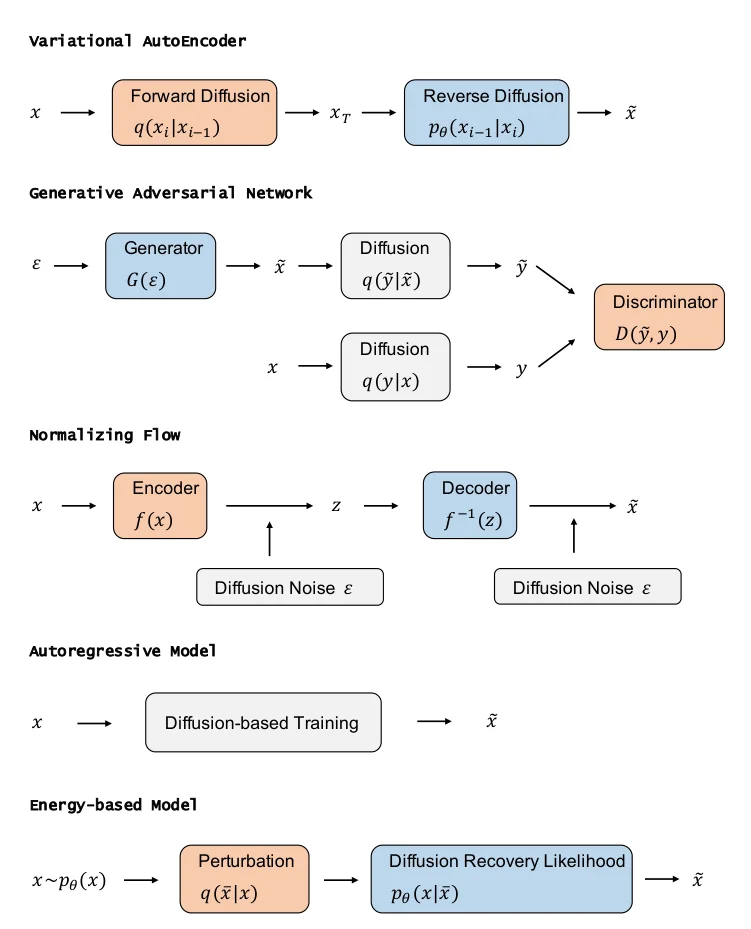 Variational AutoEncoder
x Forward Diffusion x_T Reverse Diffusion x̃
q(x_i|x_{i−1}) p_θ(x_{i−1}|x_i)
Generative Adversarial Network
ε Generator x̃ Diffusion ỹ
G(ε) q(ỹ|x̃)
Discriminator
D(ỹ, y)
x Diffusion y
q(y|x)
Normalizing Flow
x Encoder z Decoder x̃
f(x) f⁻¹(z)
Diffusion Noise ε Diffusion Noise ε
Autoregressive Model
x Diffusion-based Training x̃
Energy-based Model
x~p_θ(x) Perturbation Diffusion Recovery Likelihood x̃
q(x̄|x) p_θ(x|x̄)